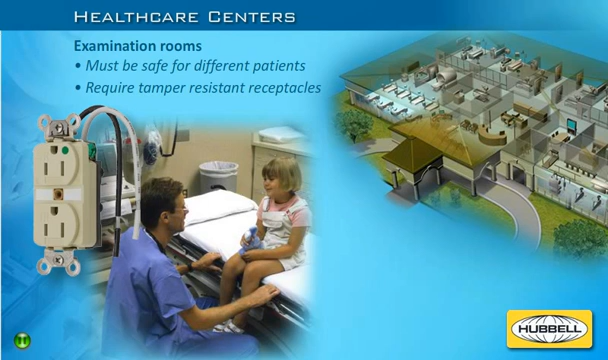 Healthcare Centers
Examination rooms
• Must be safe for different patients
• Require tamper resistant receptacles
HUBBELL